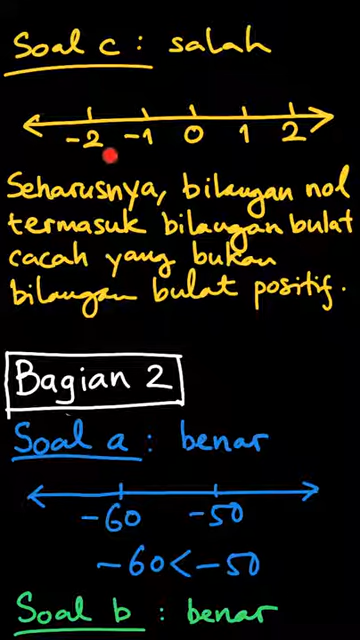 Soal c : salah
-2 -1 0 1 2
Seharusnya, bilangan nol
termasuk bilangan bulat
cacah yang bukan
bilangan bulat positif.
Bagian 2
Soal a : benar
-60 -50
-60 < -50
Soal b : benar